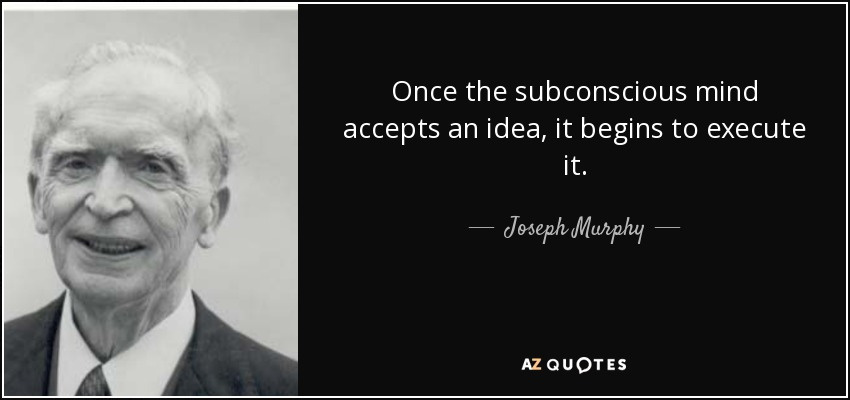 Once the subconscious mind
accepts an idea, it begins to execute
it.
Joseph Murphy
AZ QUOTES